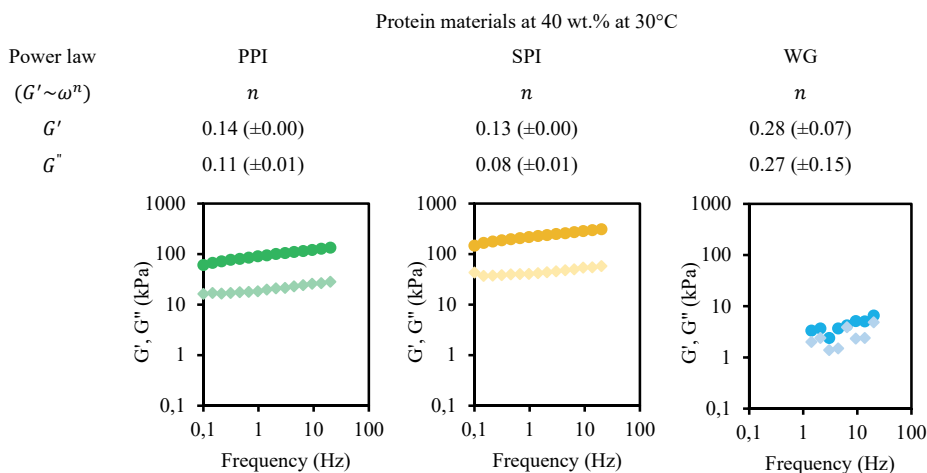 Protein materials at 40 wt.% at 30°C
Power law PPI SPI WG
(G′~ωⁿ) n n n
G′ 0.14 (±0.00) 0.13 (±0.00) 0.28 (±0.07)
G" 0.11 (±0.01) 0.08 (±0.01) 0.27 (±0.15)
1000 1000 1000
100 100 100
10 10 10
1 1 1
0,1 0,1 0,1
G', G'' (kPa) G', G'' (kPa) G', G'' (kPa)
0,1 1 10 100 0,1 1 10 100 0,1 1 10 100
Frequency (Hz) Frequency (Hz) Frequency (Hz)